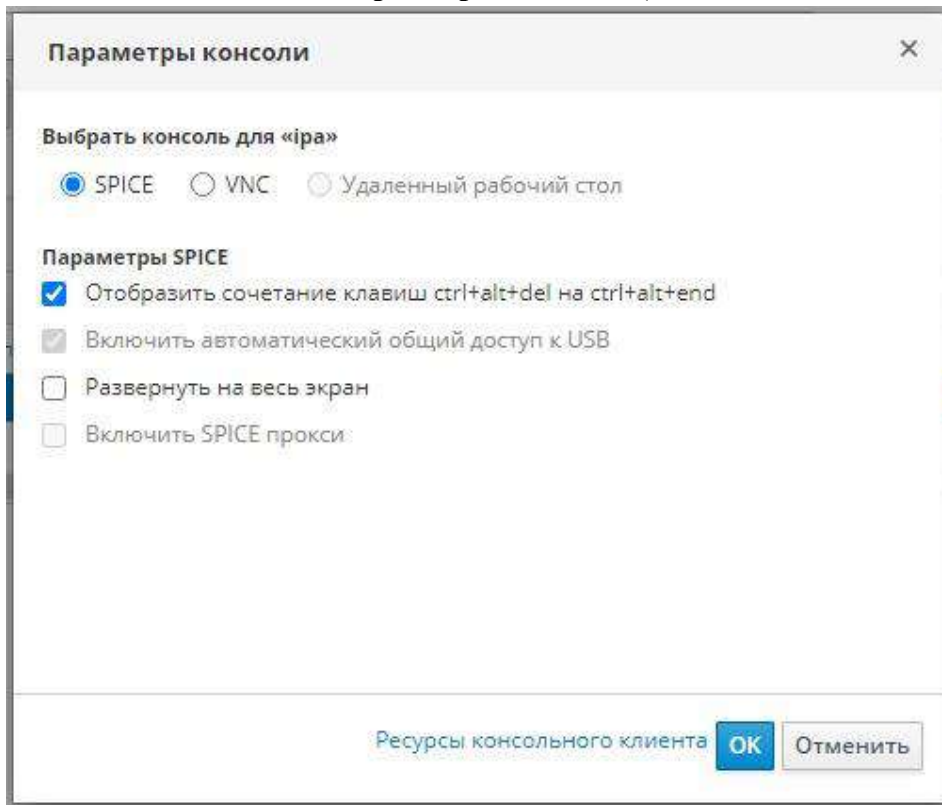 Параметры консоли
Выбрать консоль для «ipa»
SPICE VNC Удаленный рабочий стол
Параметры SPICE
Отобразить сочетание клавиш ctrl+alt+del на ctrl+alt+end
Включить автоматический общий доступ к USB
Развернуть на весь экран
Включить SPICE прокси
Ресурсы консольного клиента OK Отменить